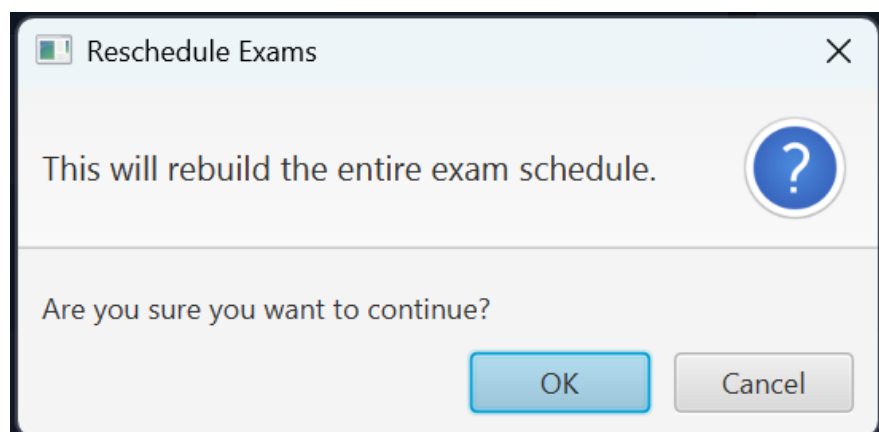 Reschedule Exams
This will rebuild the entire exam schedule.
?
Are you sure you want to continue?
OK
Cancel